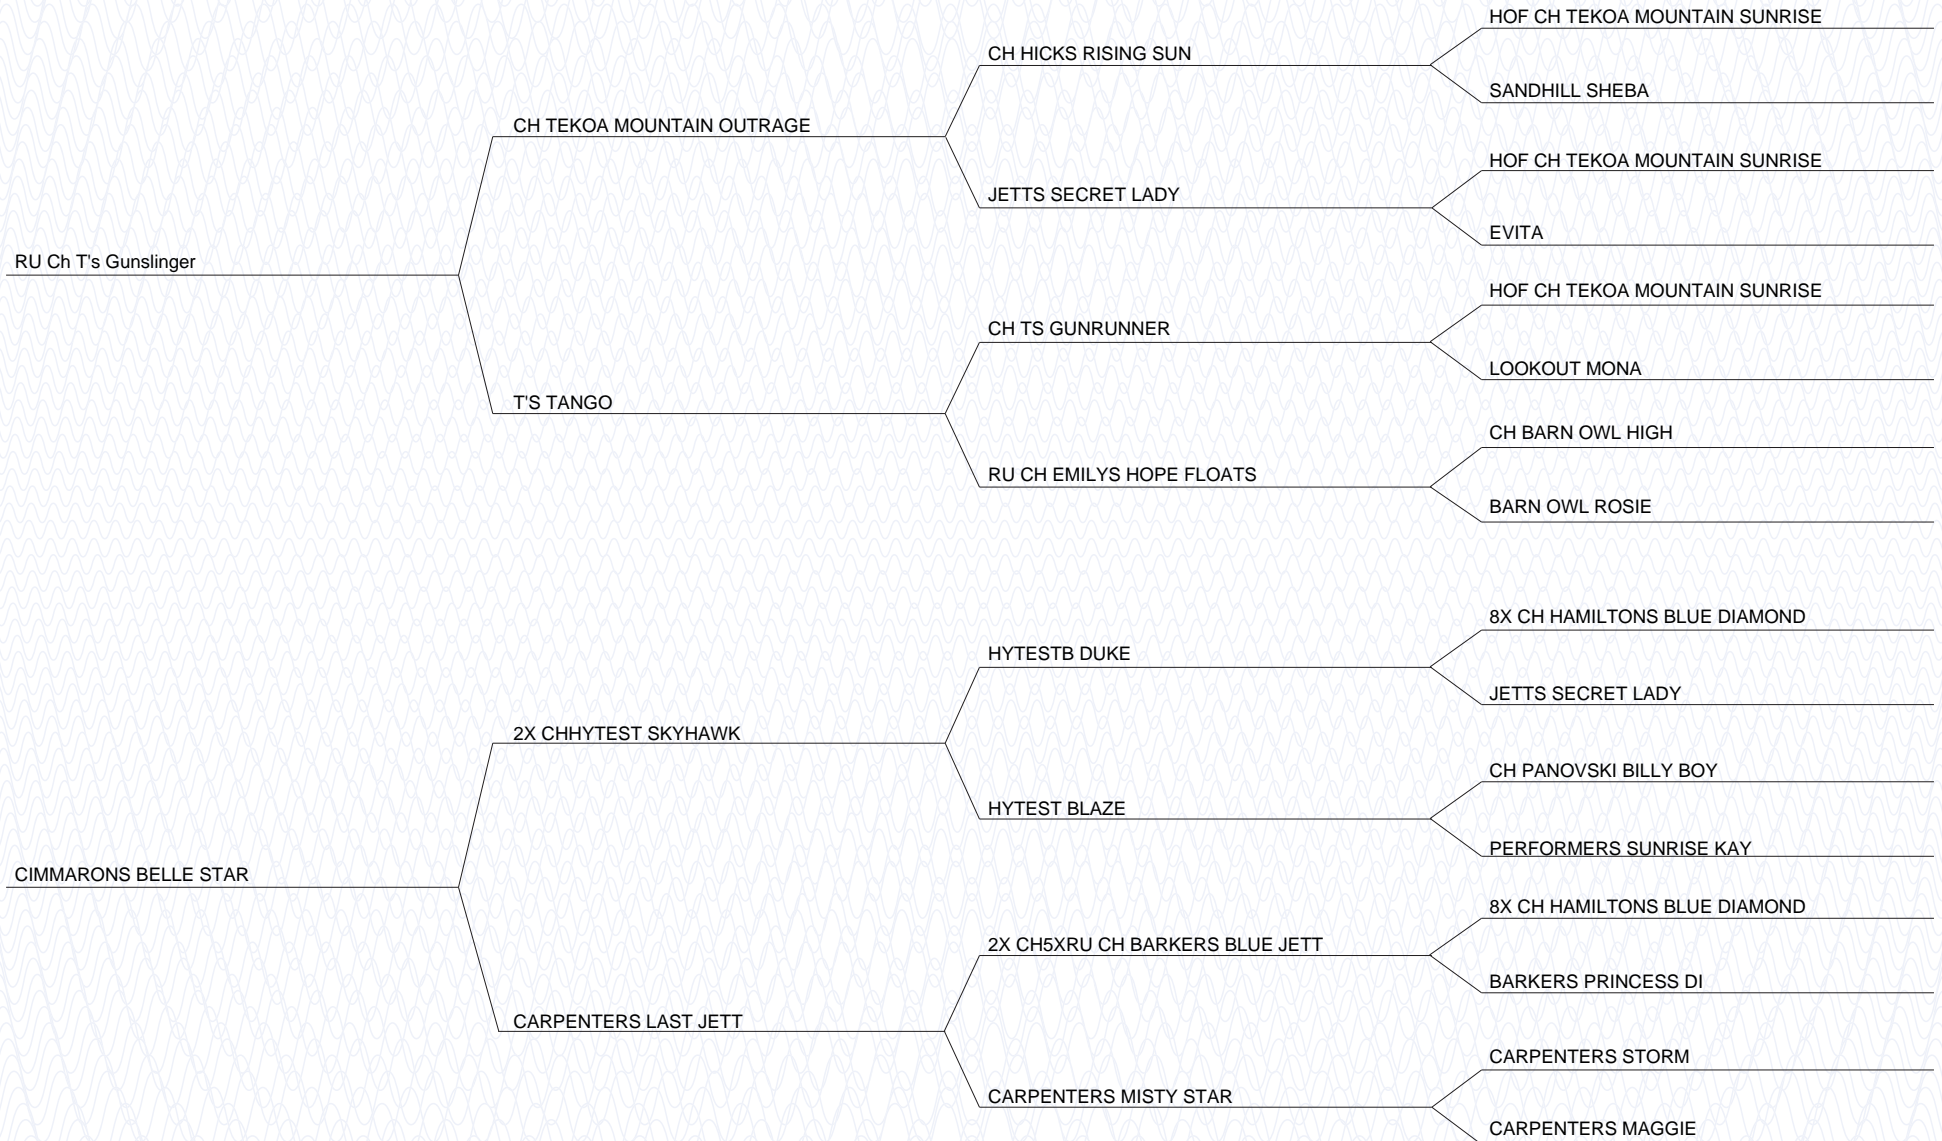 HOF CH TEKOA MOUNTAIN SUNRISE
CH HICKS RISING SUN
SANDHILL SHEBA
CH TEKOA MOUNTAIN OUTRAGE
HOF CH TEKOA MOUNTAIN SUNRISE
JETTS SECRET LADY
EVITA
RU Ch T's Gunslinger
HOF CH TEKOA MOUNTAIN SUNRISE
CH TS GUNRUNNER
LOOKOUT MONA
T'S TANGO
CH BARN OWL HIGH
RU CH EMILYS HOPE FLOATS
BARN OWL ROSIE
8X CH HAMILTONS BLUE DIAMOND
HYTESTB DUKE
JETTS SECRET LADY
2X CHHYTEST SKYHAWK
CH PANOVSKI BILLY BOY
HYTEST BLAZE
PERFORMERS SUNRISE KAY
CIMMARONS BELLE STAR
8X CH HAMILTONS BLUE DIAMOND
2X CH5XRU CH BARKERS BLUE JETT
BARKERS PRINCESS DI
CARPENTERS LAST JETT
CARPENTERS STORM
CARPENTERS MISTY STAR
CARPENTERS MAGGIE